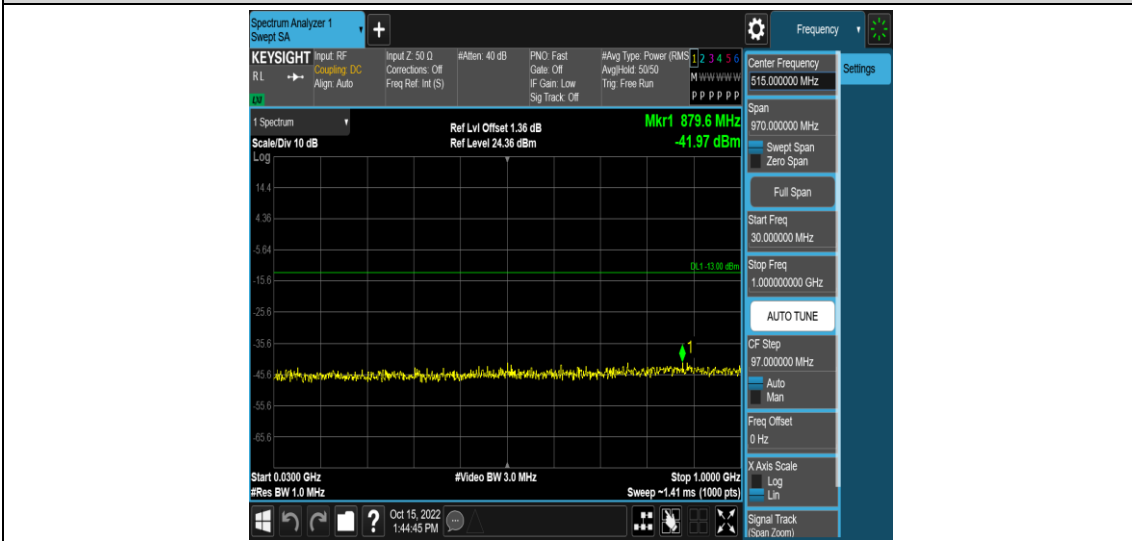 Spectrum Analyzer 1
Swept SA
+
Frequency
KEYSIGHT
Input: RF
Coupling: DC
Align: Auto
Input Z: 50 Ω
Corrections: Off
Freq Ref: Int (S)
#Atten: 40 dB
PNO: Fast
Gate: Off
IF Gain: Low
Sig Track: Off
#Avg Type: Power (RMS
Avg|Hold: 50/50
Trig: Free Run
1 2 3 4 5 6
M W W W W W
P P P P P P
R L
LXI
Center Frequency
515.000000 MHz
Settings
1 Spectrum
Scale/Div 10 dB
Log
Ref Lvl Offset 1.36 dB
Ref Level 24.36 dBm
Mkr1 879.6 MHz
-41.97 dBm
14.4
4.36
-5.64
-15.6
-25.6
-35.6
-45.6
-55.6
-65.6
DL1 -13.00 dBm
1
Start 0.0300 GHz
#Res BW 1.0 MHz
#Video BW 3.0 MHz
Stop 1.0000 GHz
Sweep ~1.41 ms (1000 pts)
Span
970.000000 MHz
Swept Span
Zero Span
Full Span
Start Freq
30.000000 MHz
Stop Freq
1.000000000 GHz
AUTO TUNE
CF Step
97.000000 MHz
Auto
Man
Freq Offset
0 Hz
X Axis Scale
Log
Lin
Signal Track
(Span Zoom)
?
Oct 15, 2022
1:44:45 PM